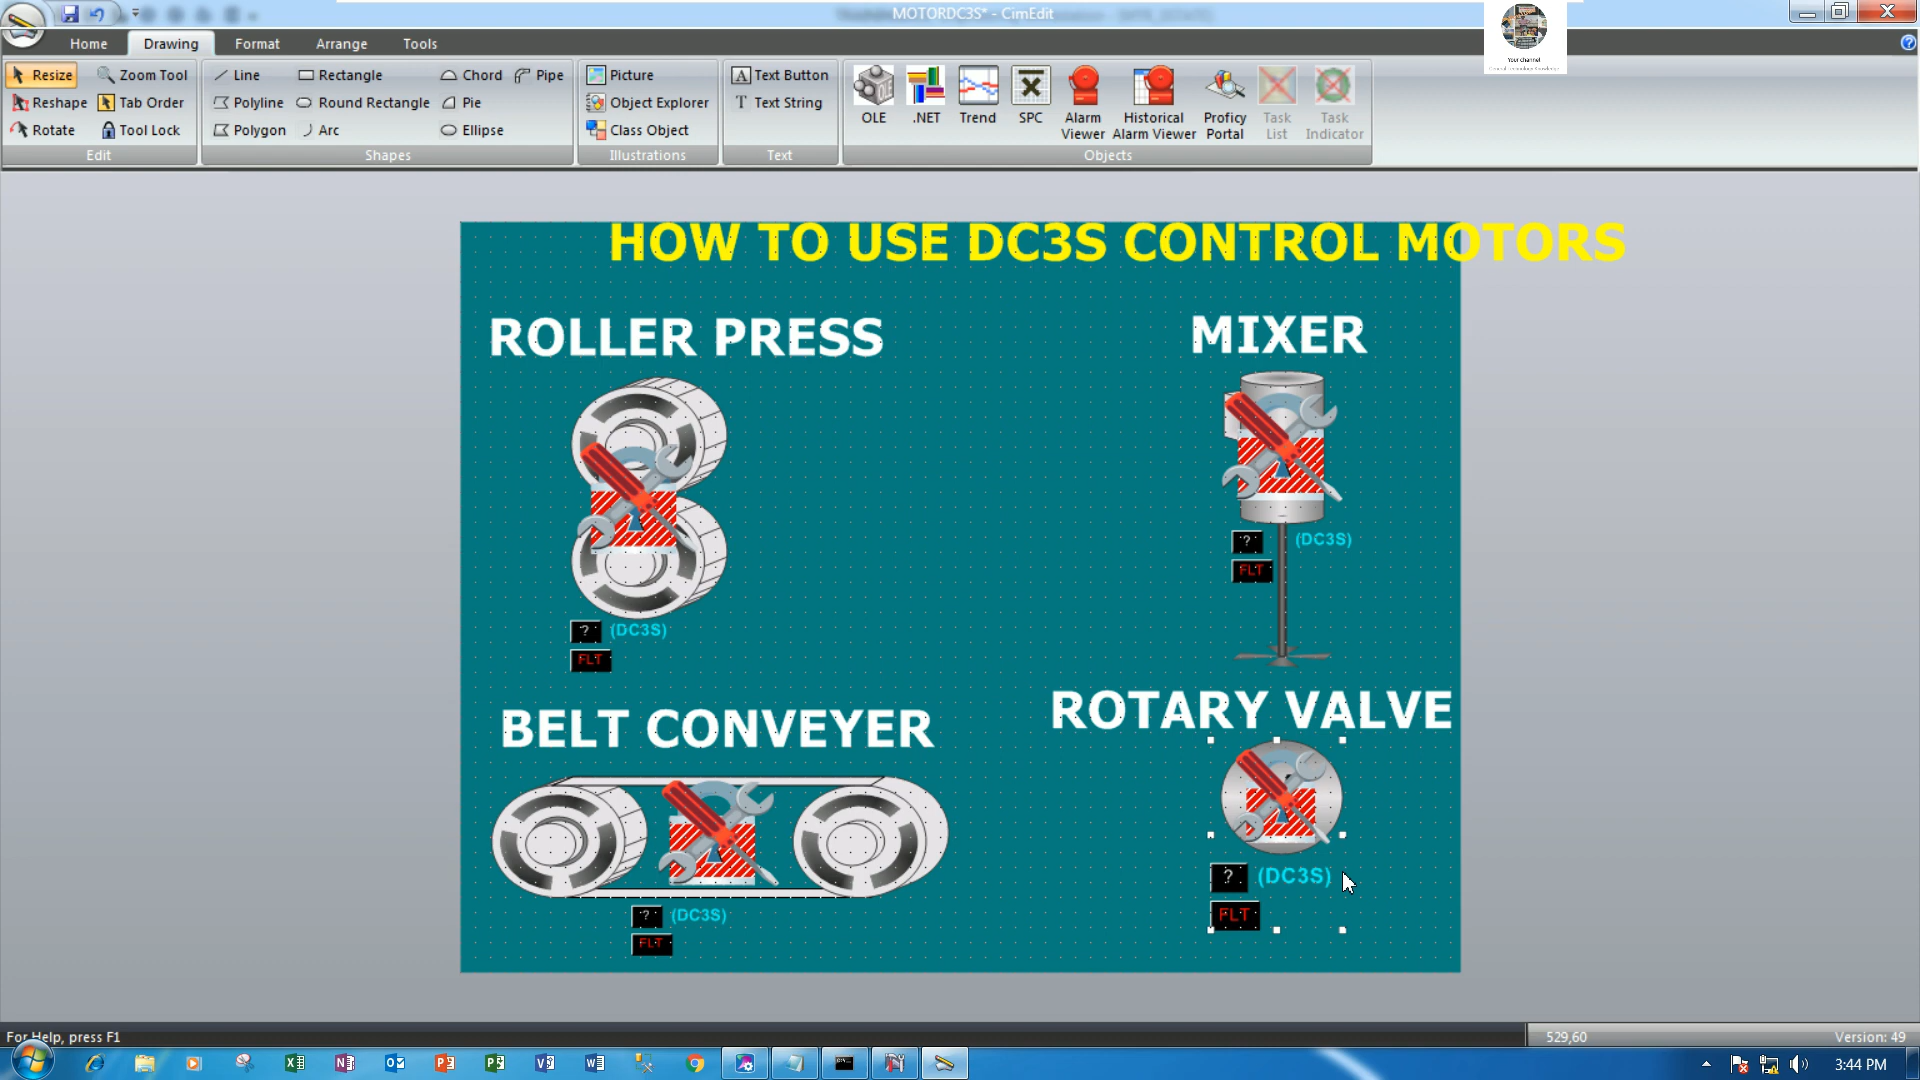 MOTORDC3S* - CimEdit
Your channel
Home Drawing Format Arrange Tools
Resize Zoom Tool Line Rectangle Chord Pipe Picture Text Button
Reshape Tab Order Polyline Round Rectangle Pie Object Explorer Text String
Rotate Tool Lock Polygon Arc Ellipse Class Object
OLE .NET Trend SPC Alarm Viewer Historical Alarm Viewer Proficy Portal Task List Task Indicator
Edit Shapes Illustrations Text Objects
HOW TO USE DC3S CONTROL MOTORS
ROLLER PRESS MIXER
? (DC3S)
FLT
? (DC3S)
FLT
BELT CONVEYER ROTARY VALVE
? (DC3S)
FLT
? (DC3S)
FLT
For Help, press F1 529,60 Version: 49
3:44 PM